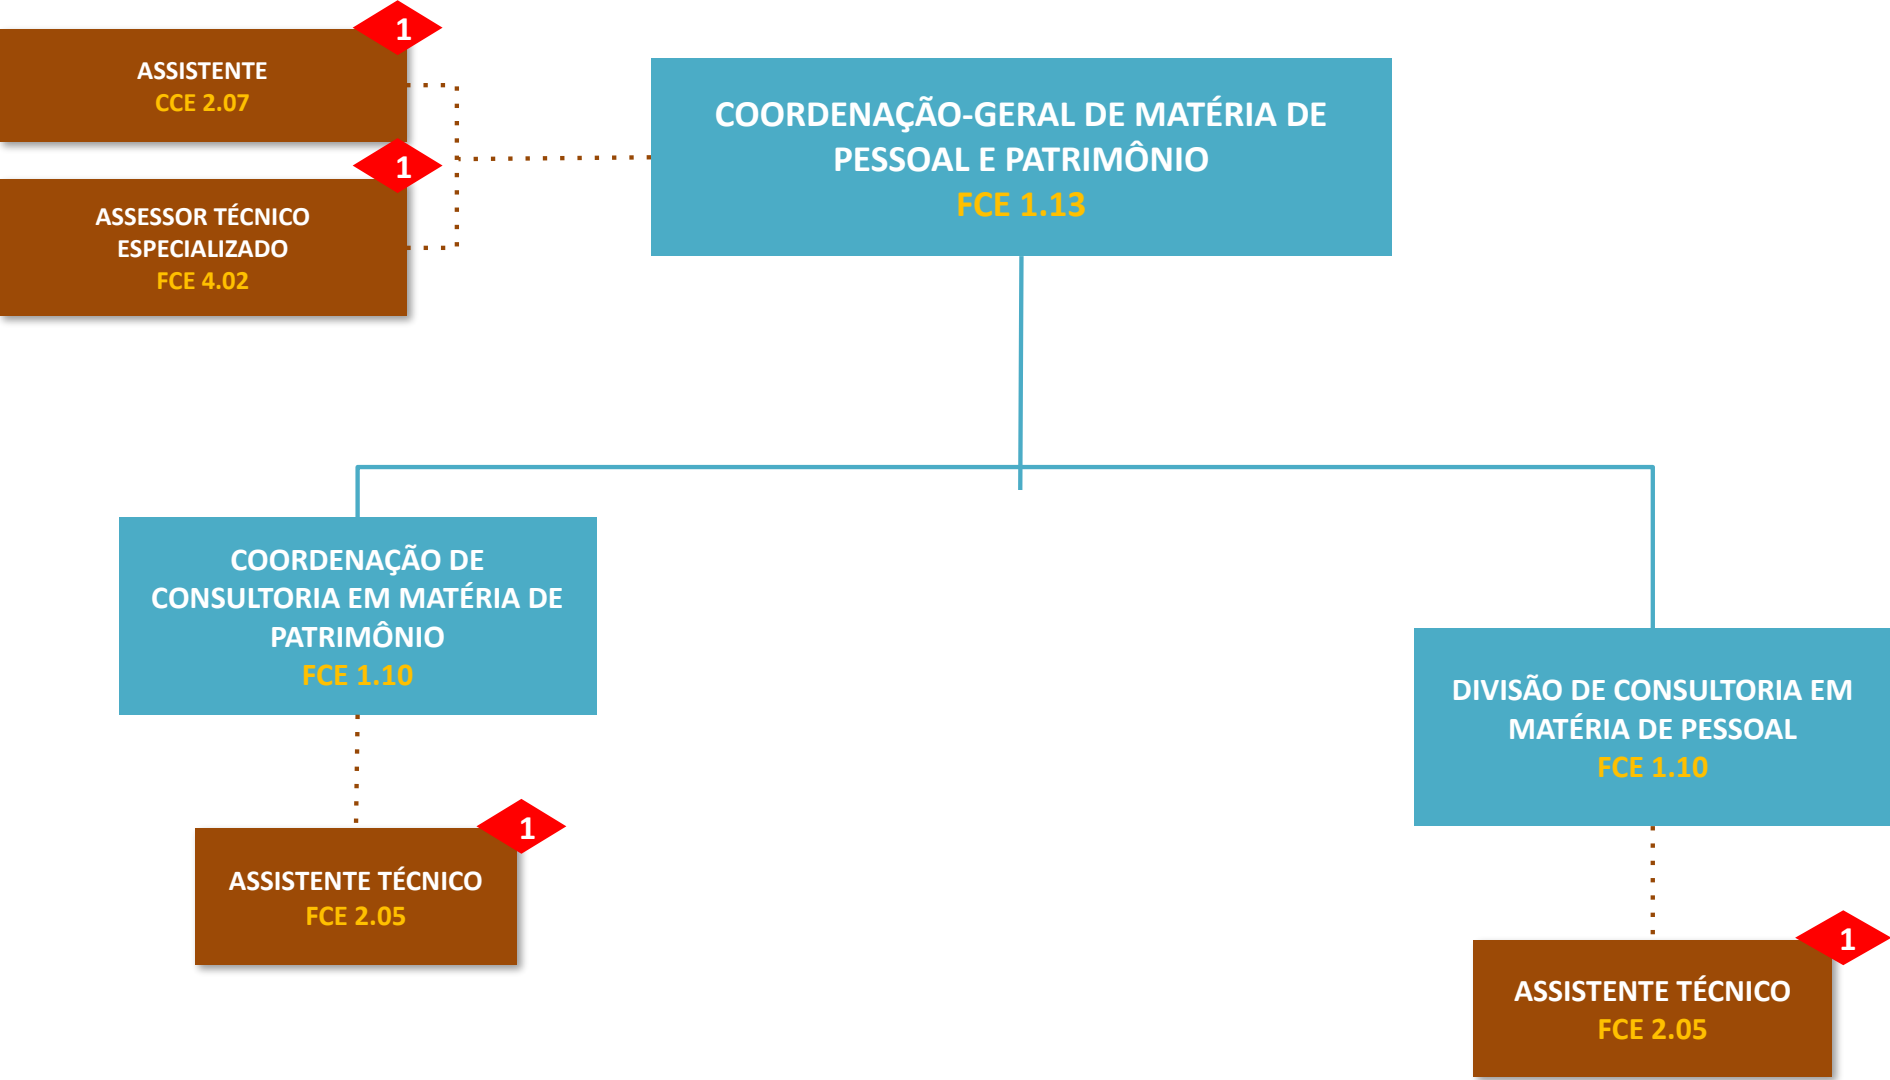 1
ASSISTENTE
CCE 2.07
1
ASSESSOR TÉCNICO
ESPECIALIZADO
FCE 4.02
COORDENAÇÃO-GERAL DE MATÉRIA DE
PESSOAL E PATRIMÔNIO
FCE 1.13
COORDENAÇÃO DE
CONSULTORIA EM MATÉRIA DE
PATRIMÔNIO
FCE 1.10
1
ASSISTENTE TÉCNICO
FCE 2.05
DIVISÃO DE CONSULTORIA EM
MATÉRIA DE PESSOAL
FCE 1.10
1
ASSISTENTE TÉCNICO
FCE 2.05